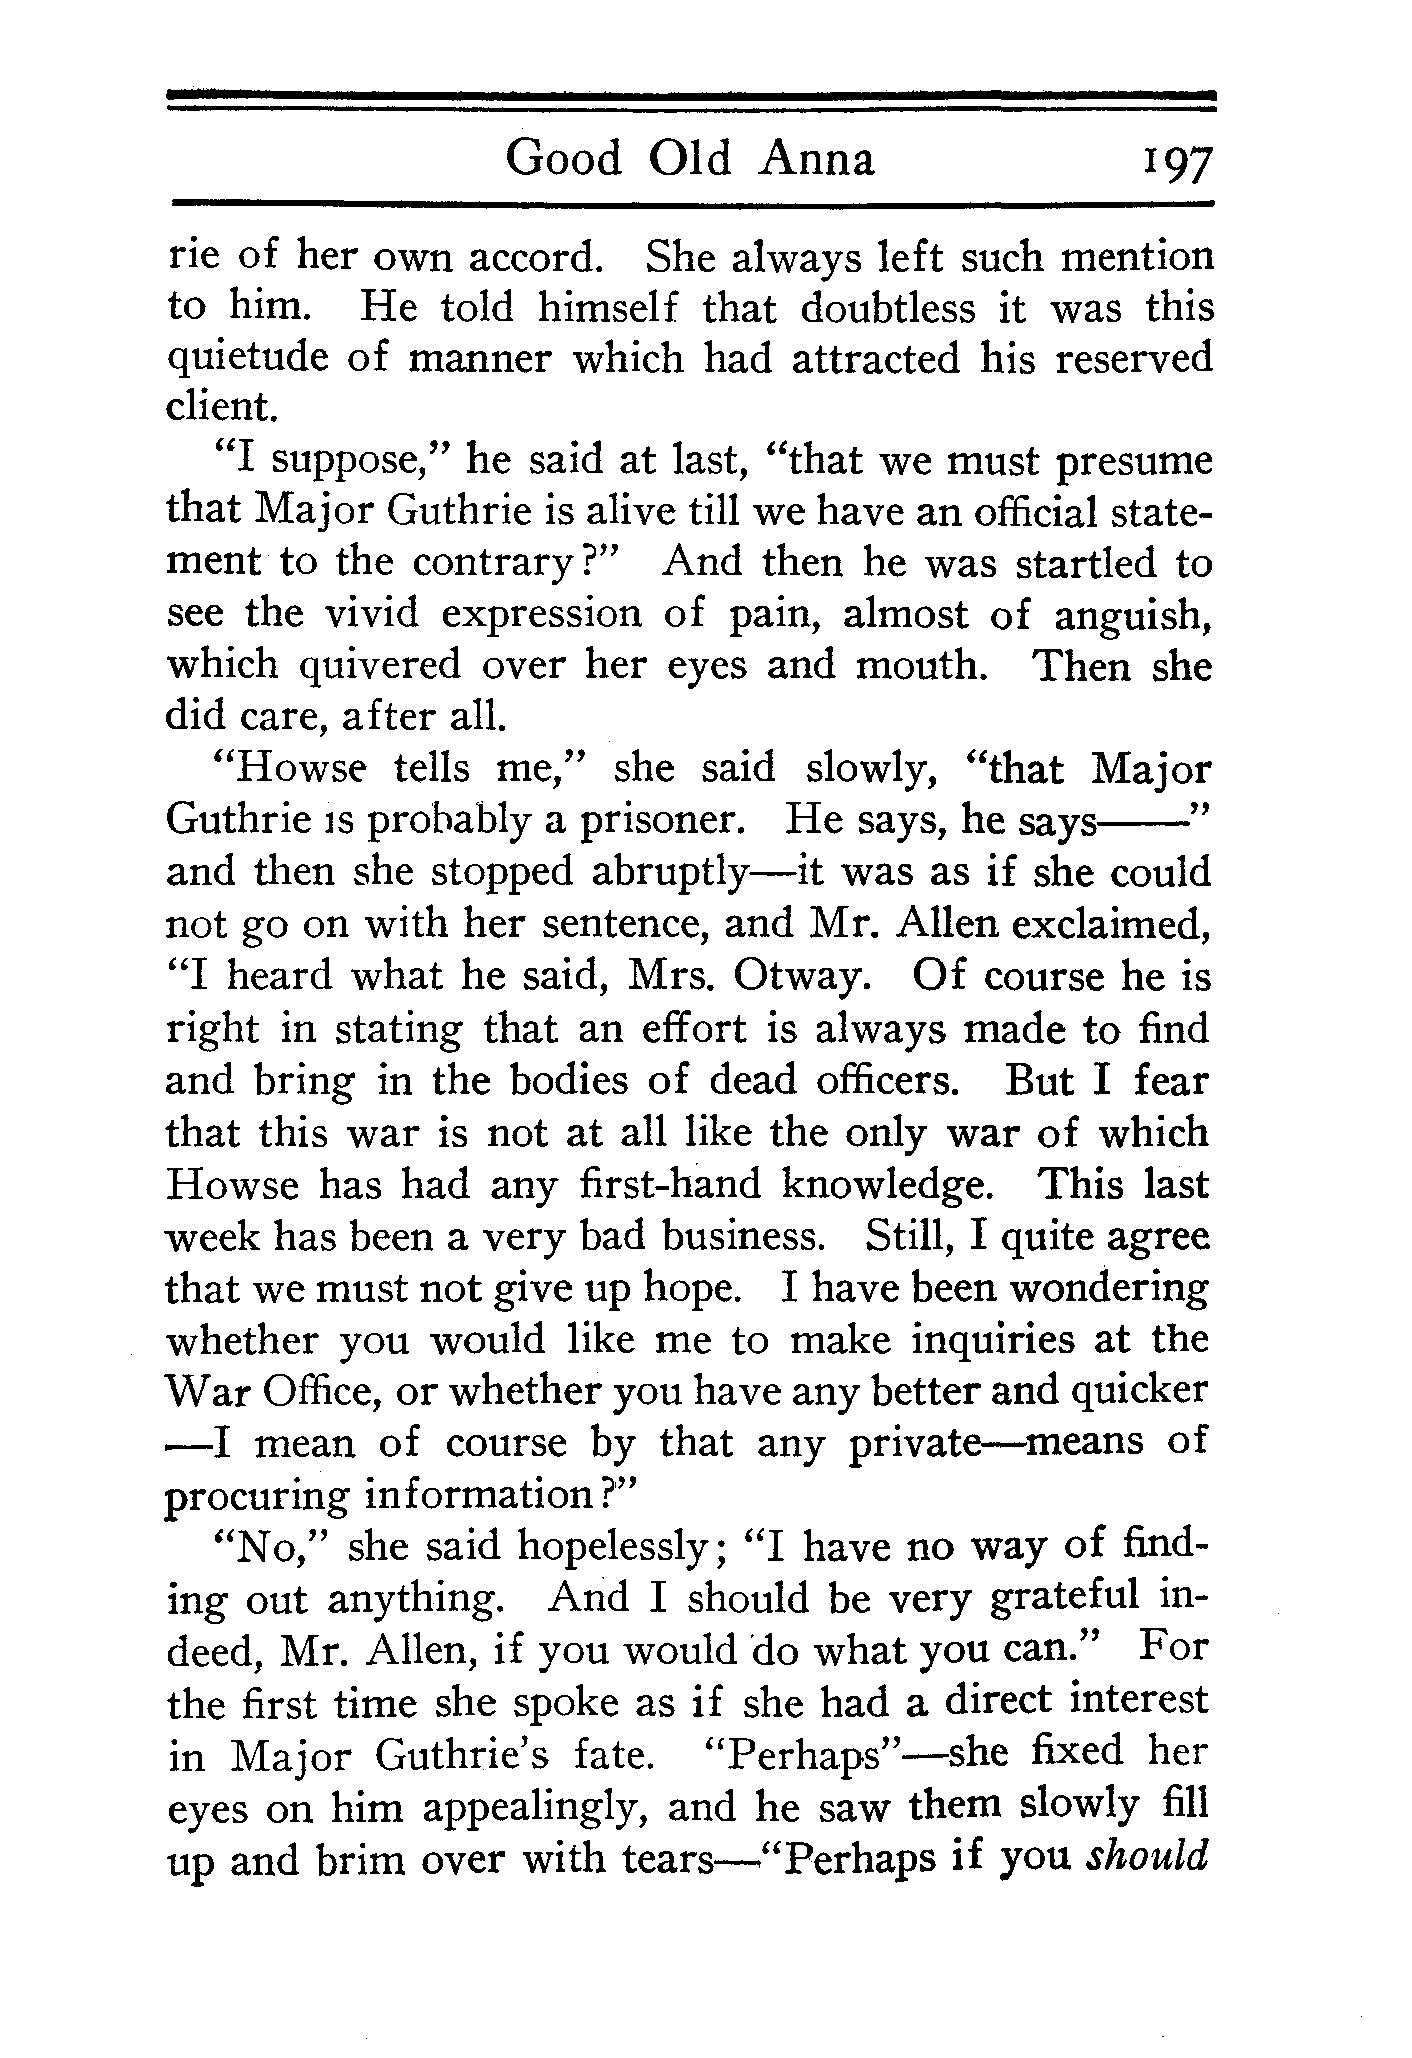 Good Old Anna 197
rie of her own accord. She always left such mention
to him. He told himself that doubtless it was this
quietude of manner which had attracted his reserved
client.
"I suppose," he said at last, "that we must presume
that Major Guthrie is alive till we have an official state-
ment to the contrary?" And then he was startled to
see the vivid expression of pain, almost of anguish,
which quivered over her eyes and mouth. Then she
did care, after all.
"Howse tells me," she said slowly, "that Major
Guthrie is probably a prisoner. He says, he says——"
and then she stopped abruptly—it was as if she could
not go on with her sentence, and Mr. Allen exclaimed,
"I heard what he said, Mrs. Otway. Of course he is
right in stating that an effort is always made to find
and bring in the bodies of dead officers. But I fear
that this war is not at all like the only war of which
Howse has had any first-hand knowledge. This last
week has been a very bad business. Still, I quite agree
that we must not give up hope. I have been wondering
whether you would like me to make inquiries at the
War Office, or whether you have any better and quicker
—I mean of course by that any private—means of
procuring information?"
"No," she said hopelessly; "I have no way of find-
ing out anything. And I should be very grateful in-
deed, Mr. Allen, if you would do what you can." For
the first time she spoke as if she had a direct interest
in Major Guthrie's fate. "Perhaps"—she fixed her
eyes on him appealingly, and he saw them slowly fill
up and brim over with tears—"Perhaps if you should